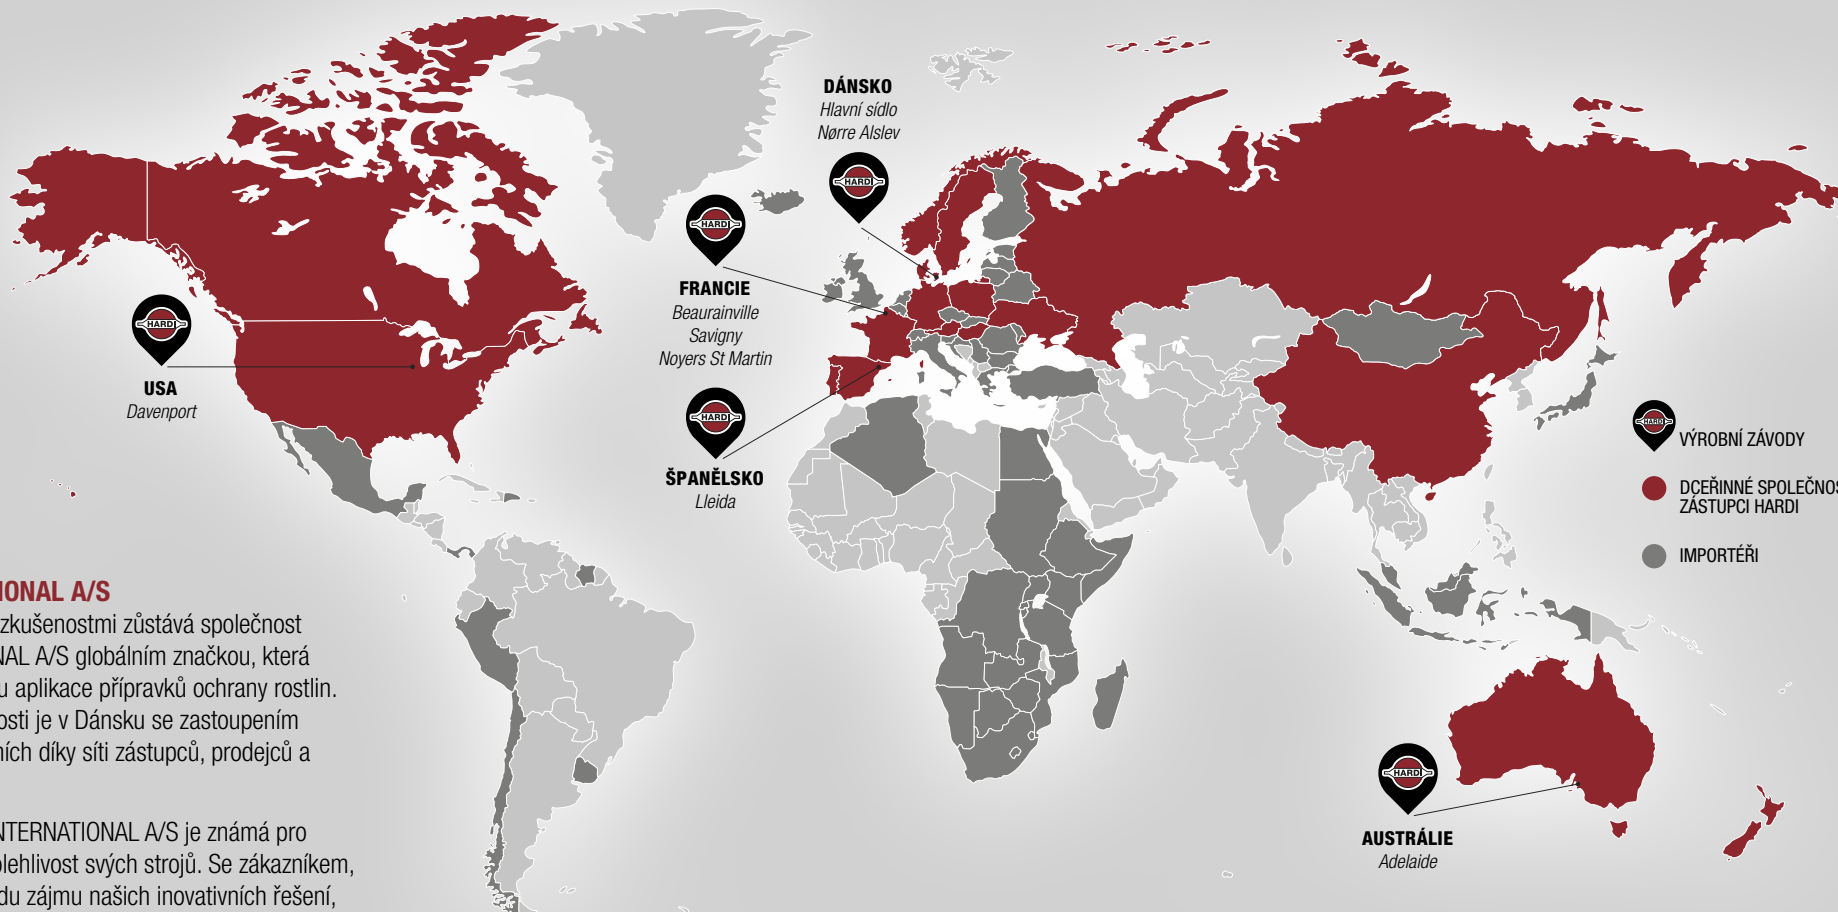 DÁNSKO
Hlavní sídlo
Nørre Alslev
HARDI
HARDI
FRANCIE
Beaurainville
Savigny
Noyers St Martin
HARDI
USA
Davenport
HARDI
ŠPANĚLSKO
Lleida
HARDI
VÝROBNÍ ZÁVODY
DCEŘINNÉ SPOLEČNOS
ZÁSTUPCI HARDI
IMPORTÉŘI
IONAL A/S
zkušenostmi zůstává společnost
NAL A/S globálním značkou, která
u aplikace přípravků ochrany rostlin.
osti je v Dánsku se zastoupením
ních díky síti zástupců, prodejců a
NTERNATIONAL A/S je známá pro
olehlivost svých strojů. Se zákazníkem,
du zájmu našich inovativních řešení,
HARDI
AUSTRÁLIE
Adelaide